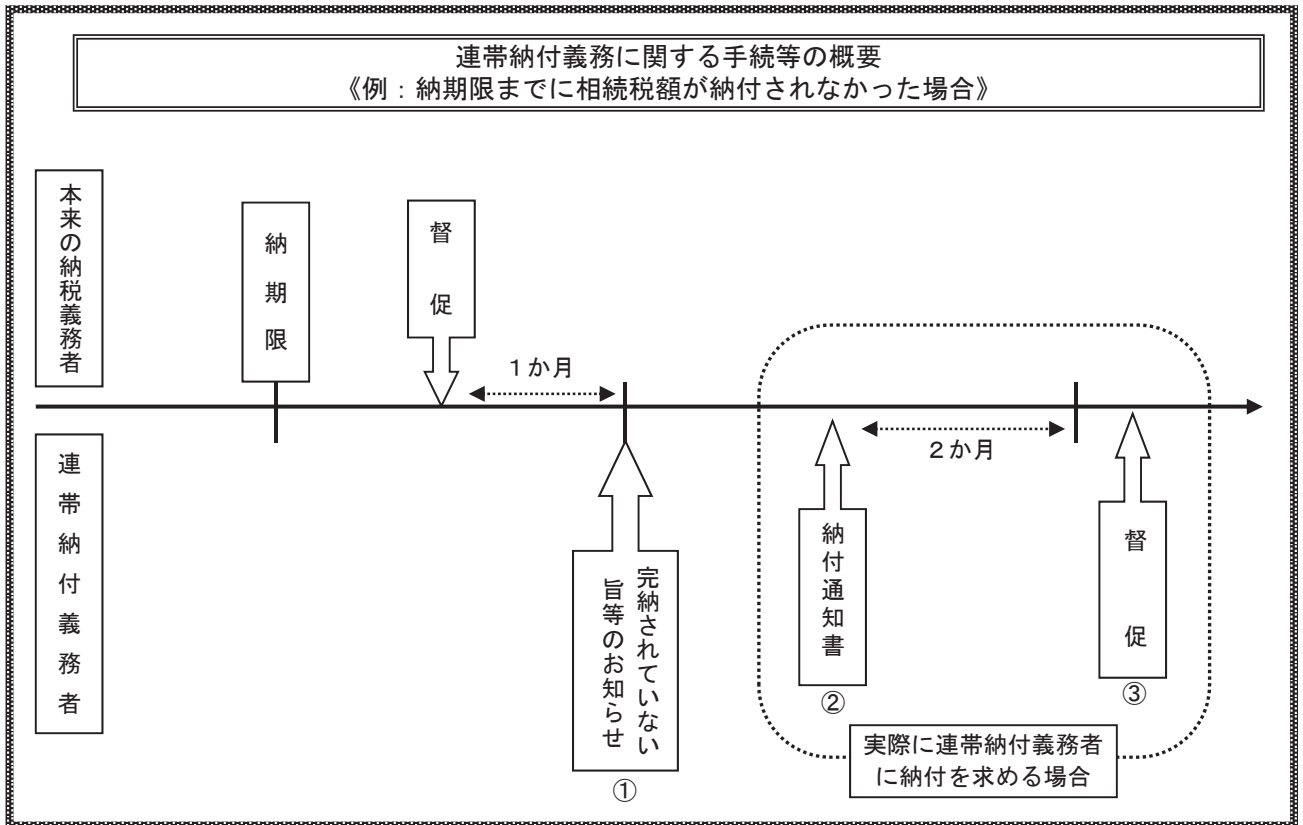 連帯納付義務に関する手続等の概要
《例：納期限までに相続税額が納付されなかった場合》
本来の納税義務者
納期限
督促
１か月
２か月
連帯納付義務者
完納されていない
旨等のお知らせ
①
納付通知書
②
督促
③
実際に連帯納付義務者
に納付を求める場合